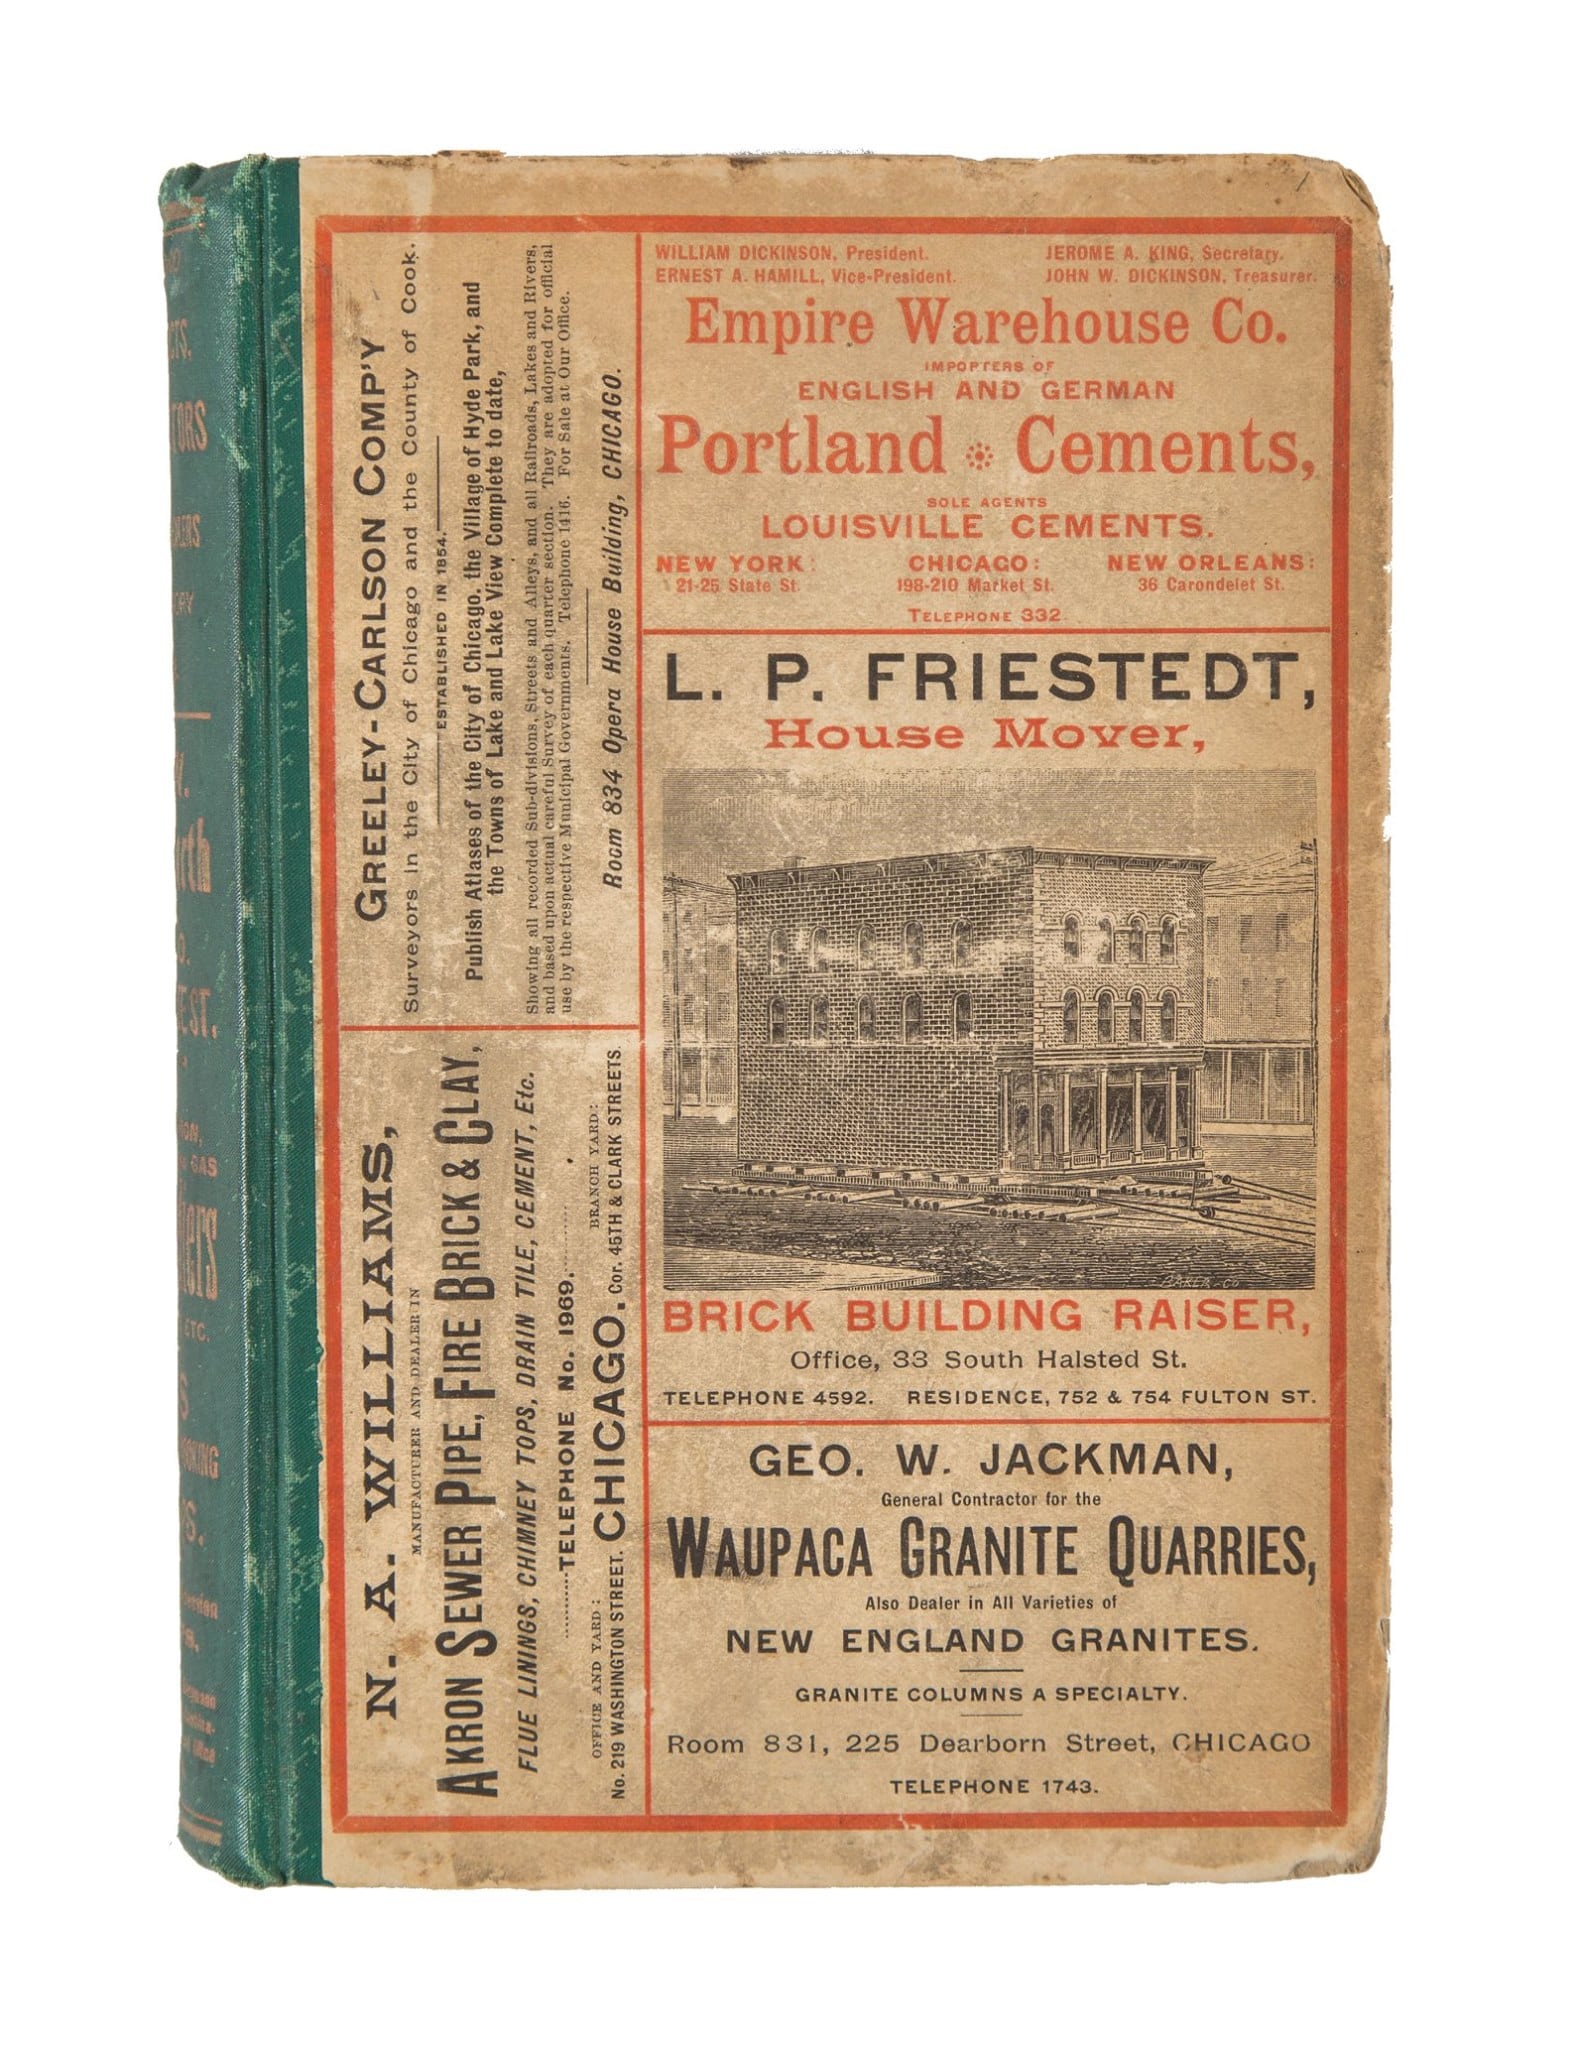 WILLIAM DICKINSON, President.
JEROME A. KING, Secretary.
ERNEST A. HAMILL, Vice-President.
JOHN W. DICKINSON, Treasurer.
Empire Warehouse Co.
IMPORTERS OF
ENGLISH AND GERMAN
Portland Cements,
SOLE AGENTS
LOUISVILLE CEMENTS.
NEW YORK: CHICAGO: NEW ORLEANS:
21-25 State St. 198-210 Market St. 36 Carondelet St.
TELEPHONE 332.
L. P. FRIESTEDT,
House Mover,
BAKER-CO
BRICK BUILDING RAISER,
Office, 33 South Halsted St.
TELEPHONE 4592. RESIDENCE, 752 & 754 FULTON ST.
GEO. W. JACKMAN,
General Contractor for the
WAUPACA GRANITE QUARRIES,
Also Dealer in All Varieties of
NEW ENGLAND GRANITES.
GRANITE COLUMNS A SPECIALTY.
Room 831, 225 Dearborn Street, CHICAGO
TELEPHONE 1743.
GREELEY-CARLSON COMP'Y
Surveyors in the City of Chicago and the County of Cook.
ESTABLISHED IN 1854.
Publish Atlases of the City of Chicago, the Village of Hyde Park, and
the Towns of Lake and Lake View Complete to date,
Showing all recorded Sub-divisions, Streets and Alleys, and all Railroads, Lakes and Rivers,
and based upon actual careful Survey of each quarter section. They are adopted for official
use by the respective Municipal Governments. Telephone 1416. For Sale at Our Office.
Room 834 Opera House Building, CHICAGO.
N. A. WILLIAMS,
MANUFACTURER AND DEALER IN
AKRON SEWER PIPE, FIRE BRICK & CLAY,
FLUE LININGS, CHIMNEY TOPS, DRAIN TILE, CEMENT, Etc.
TELEPHONE No. 1969.
OFFICE AND YARD: BRANCH YARD:
No. 219 WASHINGTON STREET. CHICAGO. Cor. 45TH & CLARK STREETS.
GAS
ETC.